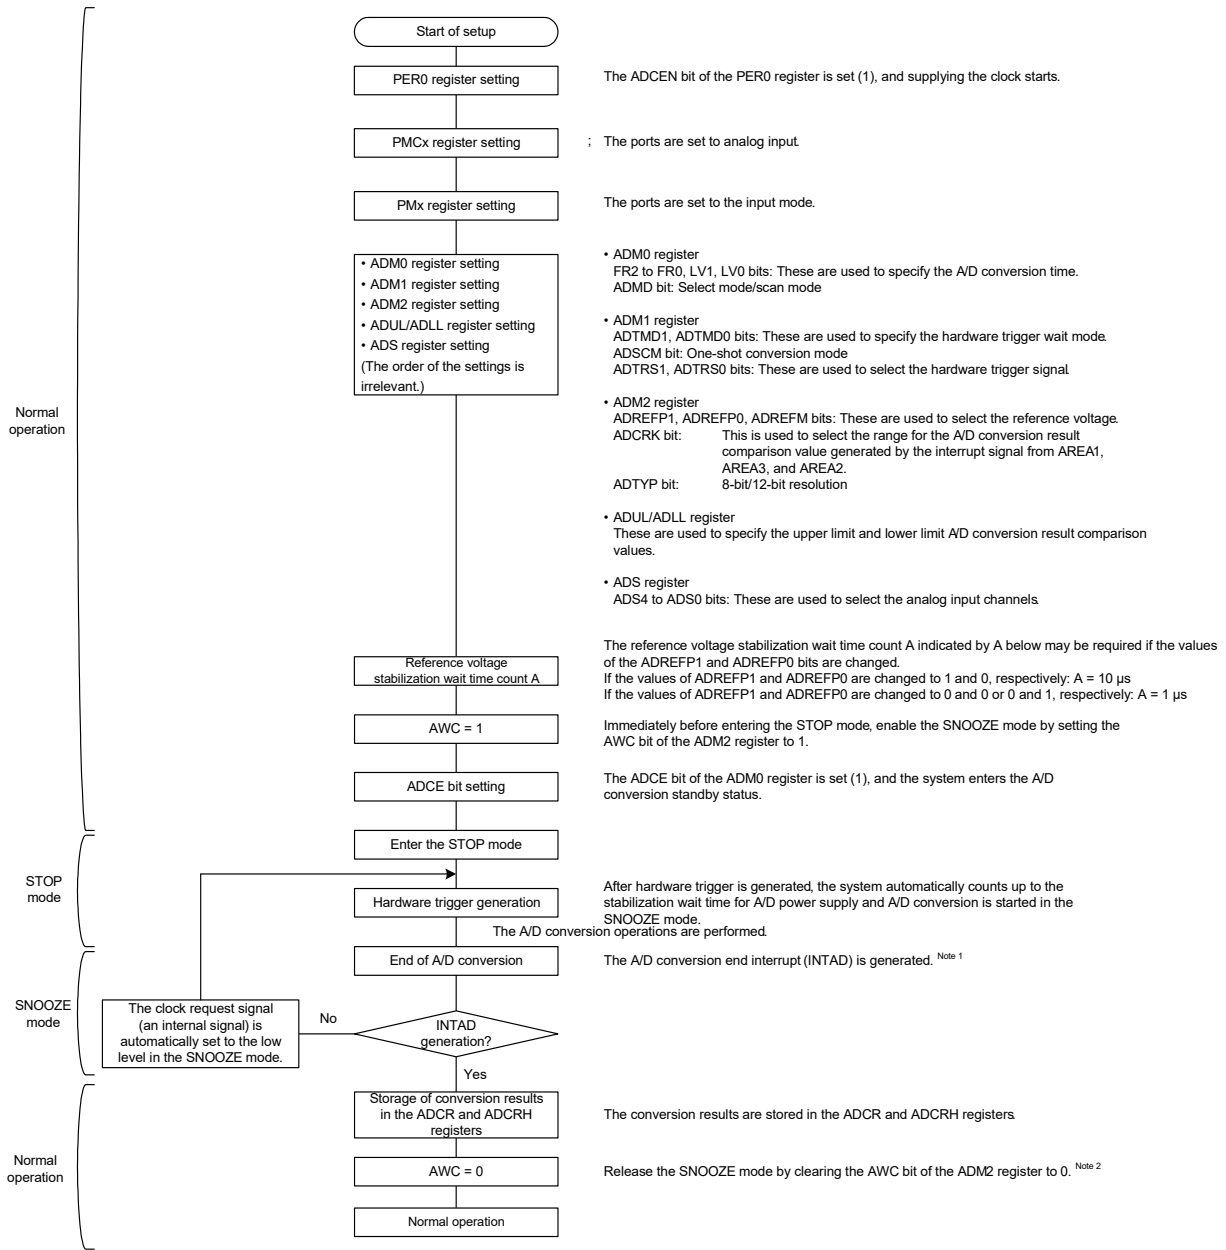 Start of setup
PER0 register setting
The ADCEN bit of the PER0 register is set (1), and supplying the clock starts.
PMCx register setting
; The ports are set to analog input.
PMx register setting
The ports are set to the input mode.
• ADM0 register setting
• ADM1 register setting
• ADM2 register setting
• ADUL/ADLL register setting
• ADS register setting
(The order of the settings is
irrelevant.)
• ADM0 register
FR2 to FR0, LV1, LV0 bits: These are used to specify the A/D conversion time.
ADMD bit: Select mode/scan mode
• ADM1 register
ADTMD1, ADTMD0 bits: These are used to specify the hardware trigger wait mode.
ADSCM bit: One-shot conversion mode
ADTRS1, ADTRS0 bits: These are used to select the hardware trigger signal.
• ADM2 register
ADREFP1, ADREFP0, ADREFM bits: These are used to select the reference voltage.
ADCRK bit: This is used to select the range for the A/D conversion result
comparison value generated by the interrupt signal from AREA1,
AREA3, and AREA2.
ADTYP bit: 8-bit/12-bit resolution
• ADUL/ADLL register
These are used to specify the upper limit and lower limit A/D conversion result comparison
values.
• ADS register
ADS4 to ADS0 bits: These are used to select the analog input channels.
Normal
operation
Reference voltage
stabilization wait time count A
The reference voltage stabilization wait time count A indicated by A below may be required if the values
of the ADREFP1 and ADREFP0 bits are changed.
If the values of ADREFP1 and ADREFP0 are changed to 1 and 0, respectively: A = 10 µs
If the values of ADREFP1 and ADREFP0 are changed to 0 and 0 or 0 and 1, respectively: A = 1 µs
AWC = 1
Immediately before entering the STOP mode, enable the SNOOZE mode by setting the
AWC bit of the ADM2 register to 1.
ADCE bit setting
The ADCE bit of the ADM0 register is set (1), and the system enters the A/D
conversion standby status.
Enter the STOP mode
STOP
mode
Hardware trigger generation
After hardware trigger is generated, the system automatically counts up to the
stabilization wait time for A/D power supply and A/D conversion is started in the
SNOOZE mode.
The A/D conversion operations are performed.
End of A/D conversion
The A/D conversion end interrupt (INTAD) is generated. Note 1
SNOOZE
mode
The clock request signal
(an internal signal) is
automatically set to the low
level in the SNOOZE mode.
No
INTAD
generation?
Yes
Storage of conversion results
in the ADCR and ADCRH
registers
The conversion results are stored in the ADCR and ADCRH registers.
Normal
operation
AWC = 0
Release the SNOOZE mode by clearing the AWC bit of the ADM2 register to 0. Note 2
Normal operation